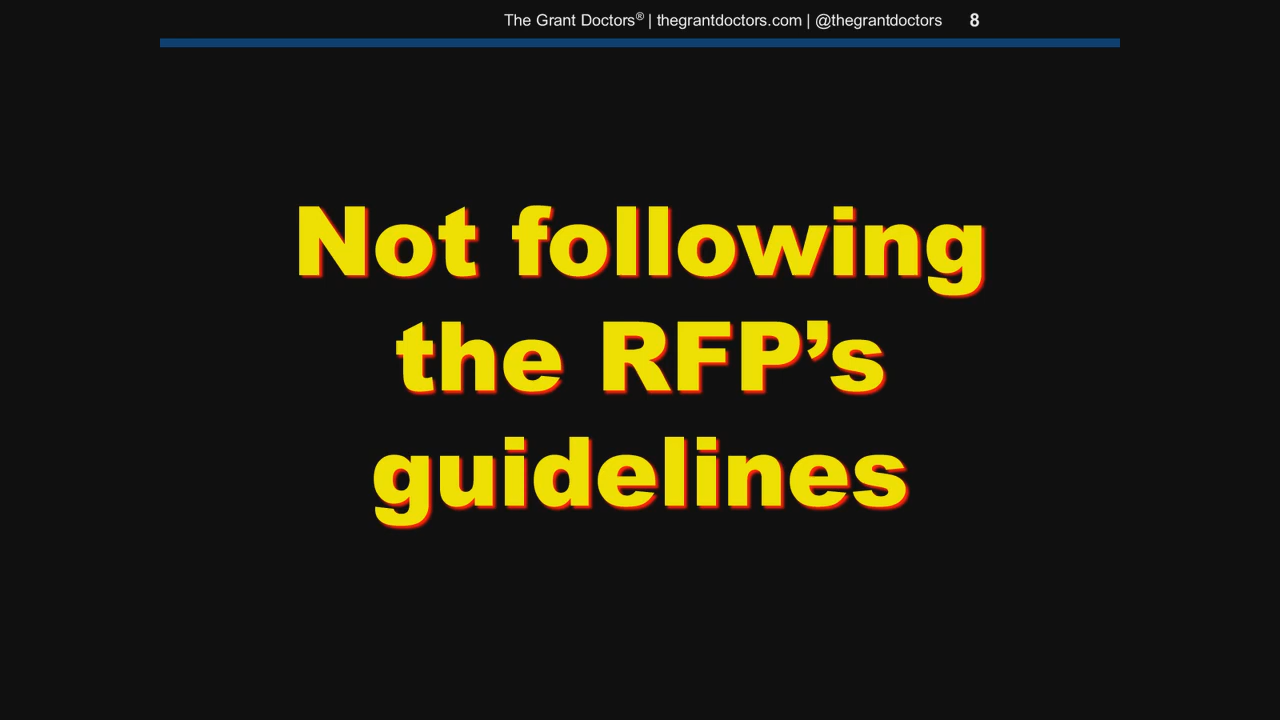 The Grant Doctors® | thegrantdoctors.com | @thegrantdoctors 8
Not following
the RFP’s
guidelines